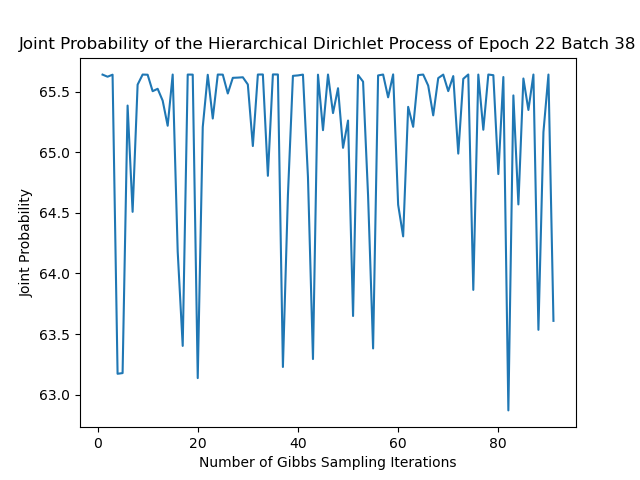 Joint Probability of the Hierarchical Dirichlet Process of Epoch 22 Batch 38
65.5
65.0
64.5
64.0
63.5
63.0
Joint Probability
0 20 40 60 80
Number of Gibbs Sampling Iterations